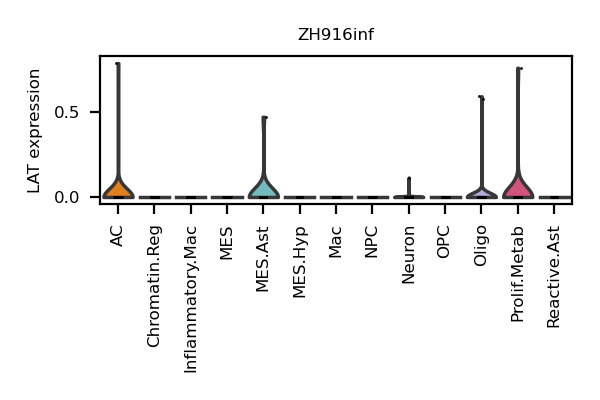 ZH916inf
LAT expression
0.5
0.0
AC
Chromatin.Reg
Inflammatory.Mac
MES
MES.Ast
MES.Hyp
Mac
NPC
Neuron
OPC
Oligo
Prolif.Metab
Reactive.Ast